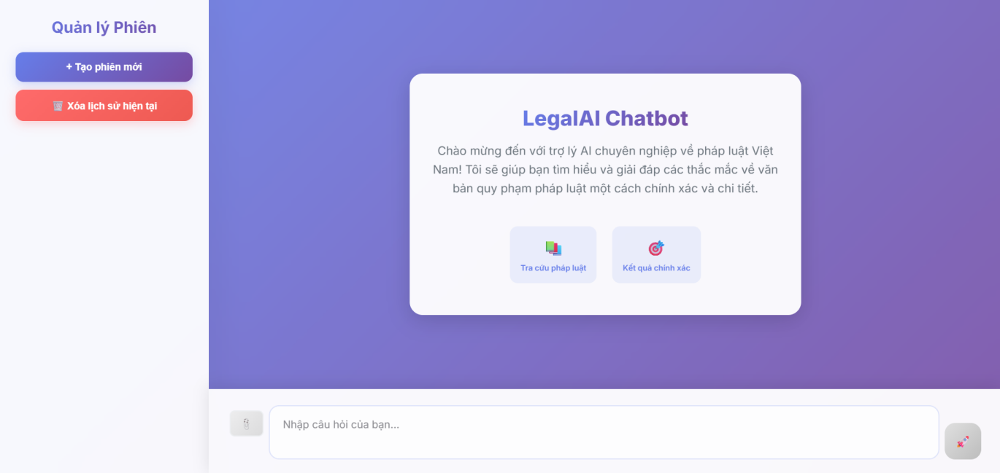 Quản lý Phiên
+ Tạo phiên mới
🗑️ Xóa lịch sử hiện tại
LegalAI Chatbot
Chào mừng đến với trợ lý AI chuyên nghiệp về pháp luật Việt
Nam! Tôi sẽ giúp bạn tìm hiểu và giải đáp các thắc mắc về văn
bản quy phạm pháp luật một cách chính xác và chi tiết.
Tra cứu pháp luật
Kết quả chính xác
Nhập câu hỏi của bạn...